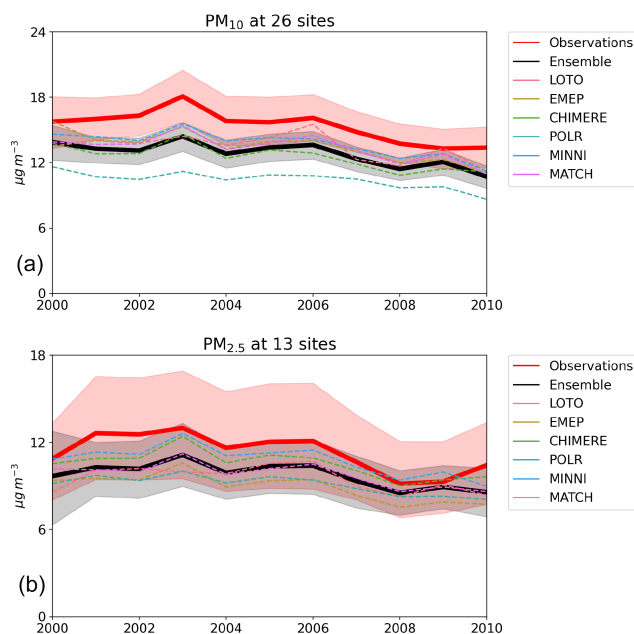 PM10 at 26 sites
24
18
12
6
0
μg m−3
(a)
2000
2002
2004
2006
2008
2010
Observations
Ensemble
LOTO
EMEP
CHIMERE
POLR
MINNI
MATCH
PM2.5 at 13 sites
18
12
6
0
μg m−3
(b)
2000
2002
2004
2006
2008
2010
Observations
Ensemble
LOTO
EMEP
CHIMERE
POLR
MINNI
MATCH